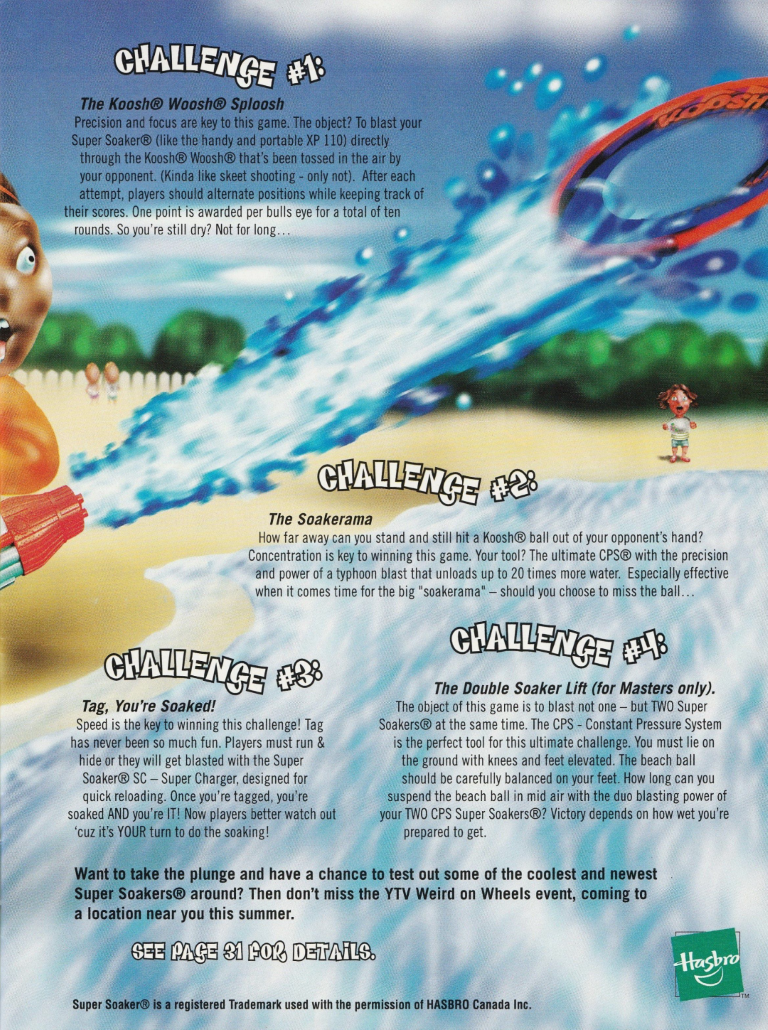 CHALLENGE #1:
The Koosh® Woosh® Sploosh
Precision and focus are key to this game. The object? To blast your
Super Soaker® (like the handy and portable XP 110) directly
through the Koosh® Woosh® that's been tossed in the air by
your opponent. (Kinda like skeet shooting - only not). After each
attempt, players should alternate positions while keeping track of
their scores. One point is awarded per bulls eye for a total of ten
rounds. So you're still dry? Not for long...
KOOSH
CHALLENGE #2:
The Soakerama
How far away can you stand and still hit a Koosh® ball out of your opponent's hand?
Concentration is key to winning this game. Your tool? The ultimate CPS® with the precision
and power of a typhoon blast that unloads up to 20 times more water. Especially effective
when it comes time for the big "soakerama" – should you choose to miss the ball...
CHALLENGE #3:
Tag, You're Soaked!
Speed is the key to winning this challenge! Tag
has never been so much fun. Players must run &
hide or they will get blasted with the Super
Soaker® SC – Super Charger, designed for
quick reloading. Once you're tagged, you're
soaked AND you're IT! Now players better watch out
'cuz it's YOUR turn to do the soaking!
CHALLENGE #4:
The Double Soaker Lift (for Masters only).
The object of this game is to blast not one – but TWO Super
Soakers® at the same time. The CPS - Constant Pressure System
is the perfect tool for this ultimate challenge. You must lie on
the ground with knees and feet elevated. The beach ball
should be carefully balanced on your feet. How long can you
suspend the beach ball in mid air with the duo blasting power of
your TWO CPS Super Soakers®? Victory depends on how wet you're
prepared to get.
Want to take the plunge and have a chance to test out some of the coolest and newest
Super Soakers® around? Then don't miss the YTV Weird on Wheels event, coming to
a location near you this summer.
SEE PAGE 31 FOR DETAILS.
Hasbro
TM
Super Soaker® is a registered Trademark used with the permission of HASBRO Canada Inc.